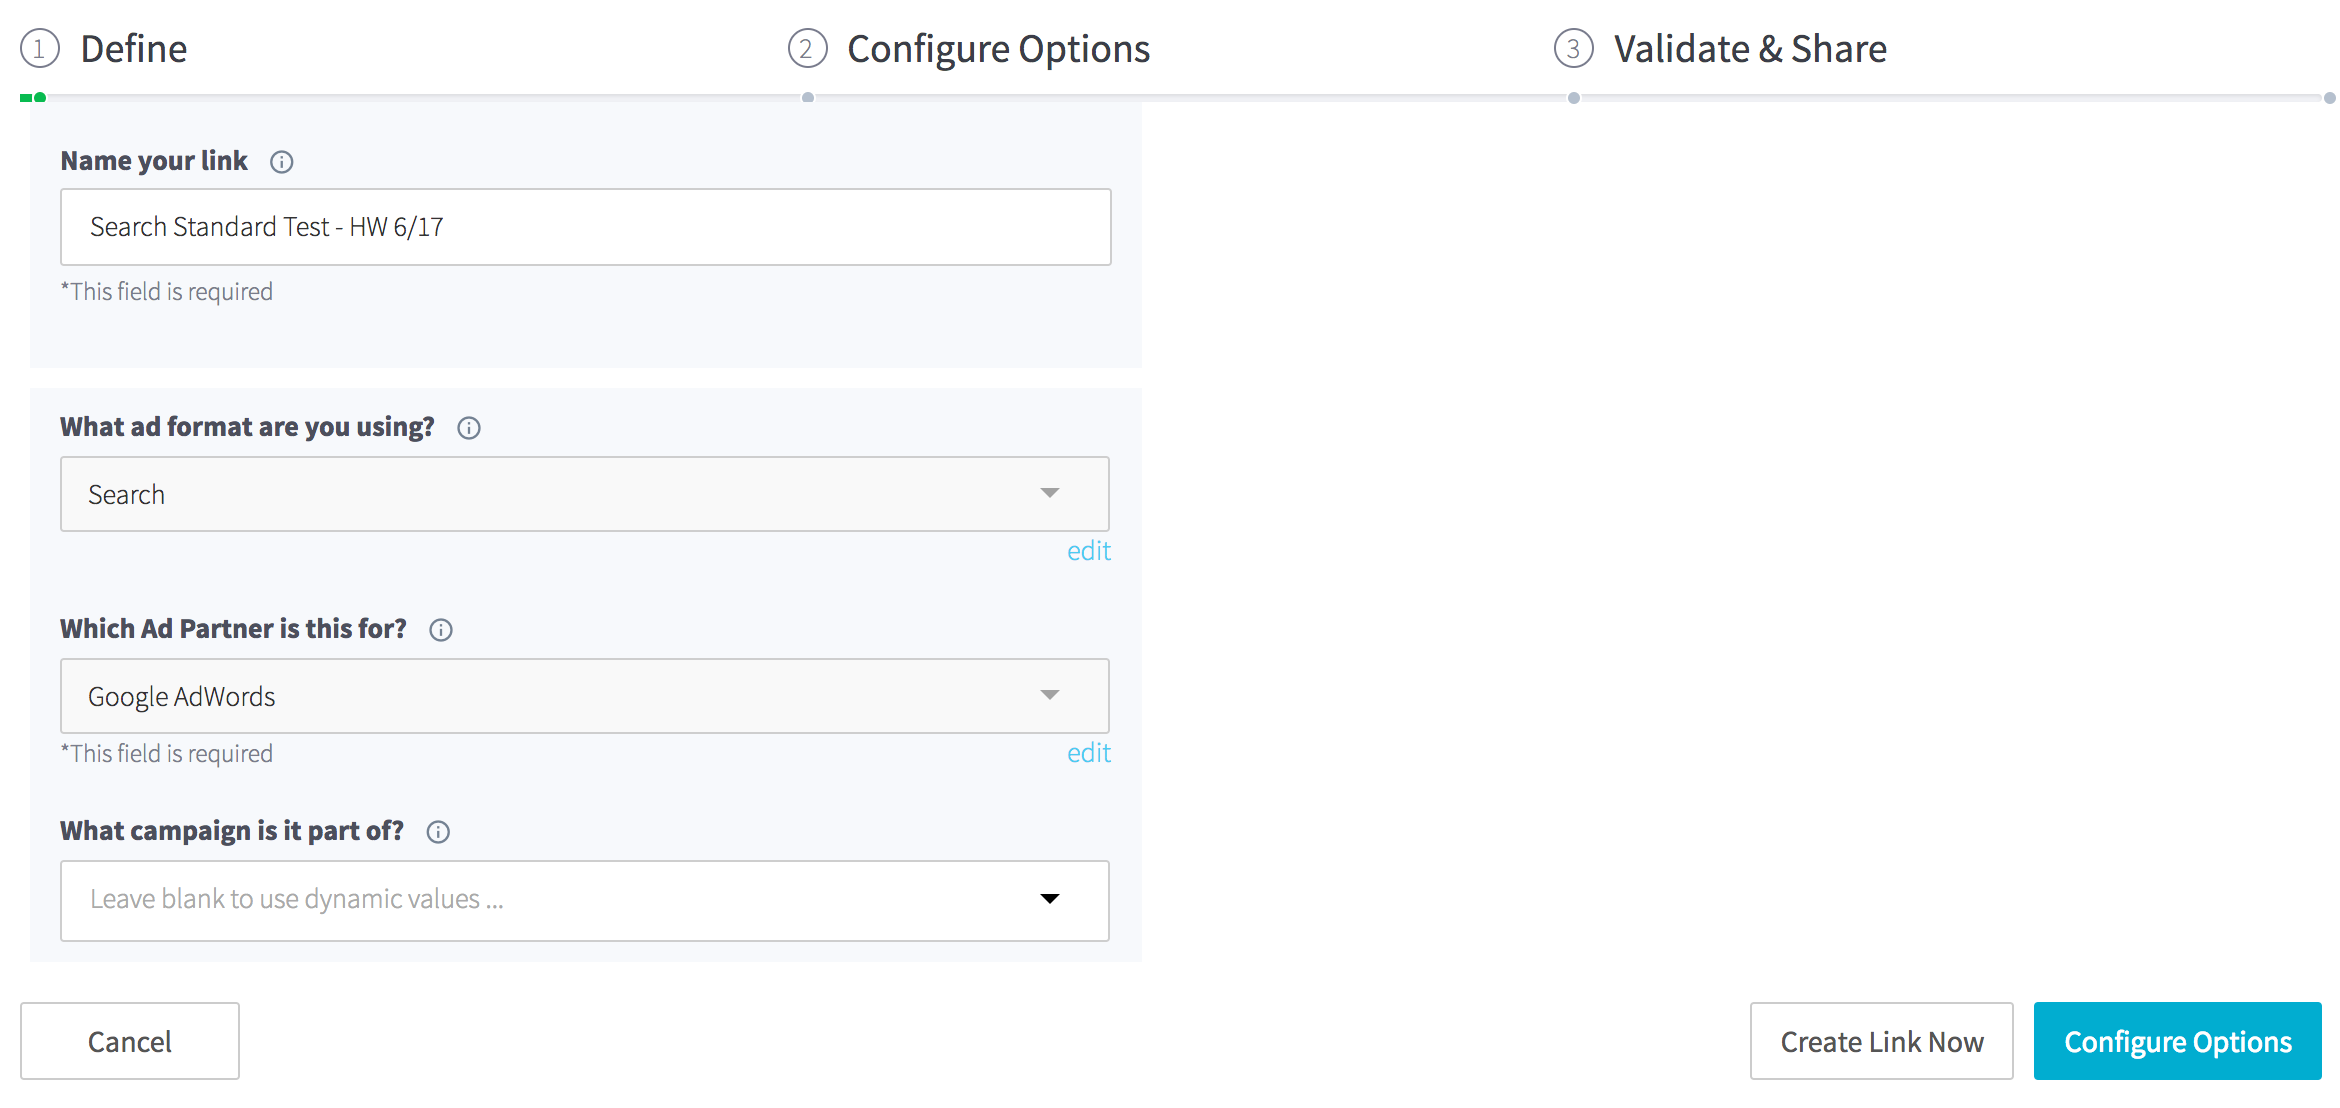 1 Define 2 Configure Options 3 Validate & Share
Name your link
Search Standard Test - HW 6/17
*This field is required
What ad format are you using?
Search
edit
Which Ad Partner is this for?
Google AdWords
*This field is required edit
What campaign is it part of?
Leave blank to use dynamic values ...
Cancel Create Link Now Configure Options